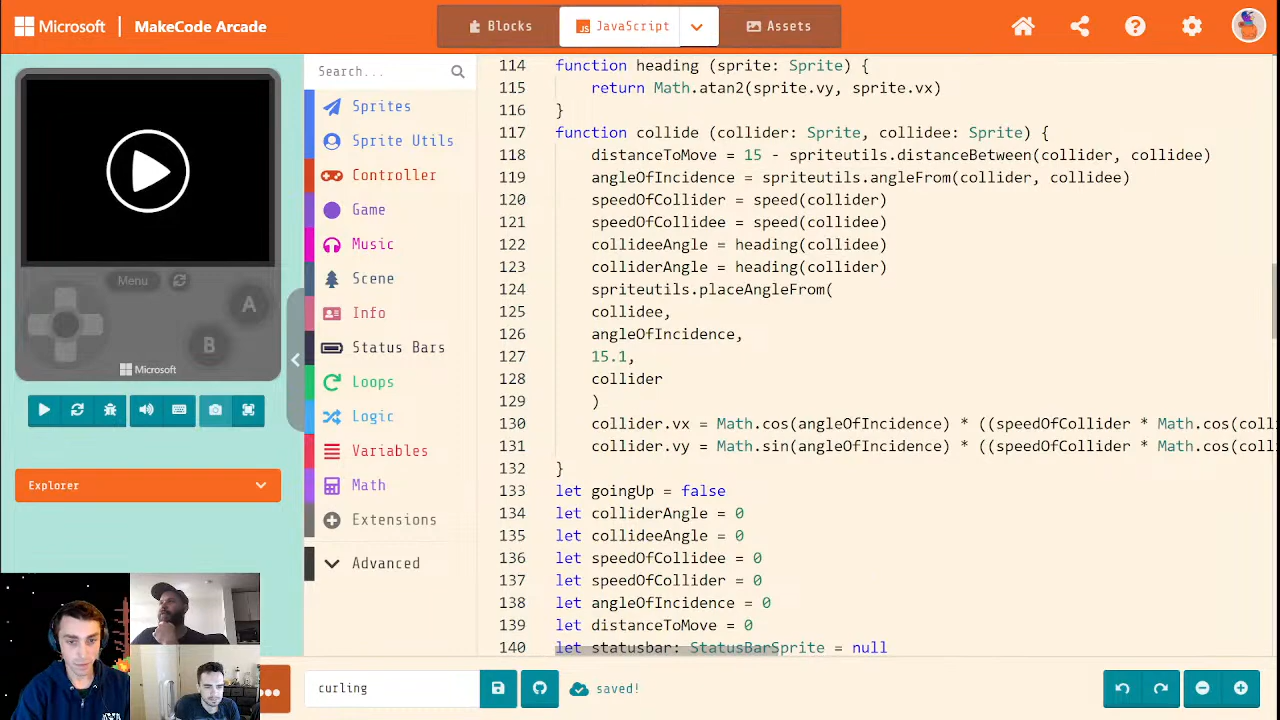 Microsoft | MakeCode Arcade
Blocks
JavaScript
Assets
Search...
Sprites
Sprite Utils
Controller
Game
Music
Scene
Info
Status Bars
Loops
Logic
Variables
Math
Extensions
Advanced
Menu
A
B
Microsoft
Explorer
114 function heading (sprite: Sprite) {
115 return Math.atan2(sprite.vy, sprite.vx)
116 }
117 function collide (collider: Sprite, collidee: Sprite) {
118 distanceToMove = 15 - spriteutils.distanceBetween(collider, collidee)
119 angleOfIncidence = spriteutils.angleFrom(collider, collidee)
120 speedOfCollider = speed(collider)
121 speedOfCollidee = speed(collidee)
122 collideeAngle = heading(collidee)
123 colliderAngle = heading(collider)
124 spriteutils.placeAngleFrom(
125 collidee,
126 angleOfIncidence,
127 15.1,
128 collider
129 )
130 collider.vx = Math.cos(angleOfIncidence) * ((speedOfCollider * Math.cos(coll
131 collider.vy = Math.sin(angleOfIncidence) * ((speedOfCollider * Math.cos(coll
132 }
133 let goingUp = false
134 let colliderAngle = 0
135 let collideeAngle = 0
136 let speedOfCollidee = 0
137 let speedOfCollider = 0
138 let angleOfIncidence = 0
139 let distanceToMove = 0
140 let statusbar: StatusBarSprite = null
curling
saved!